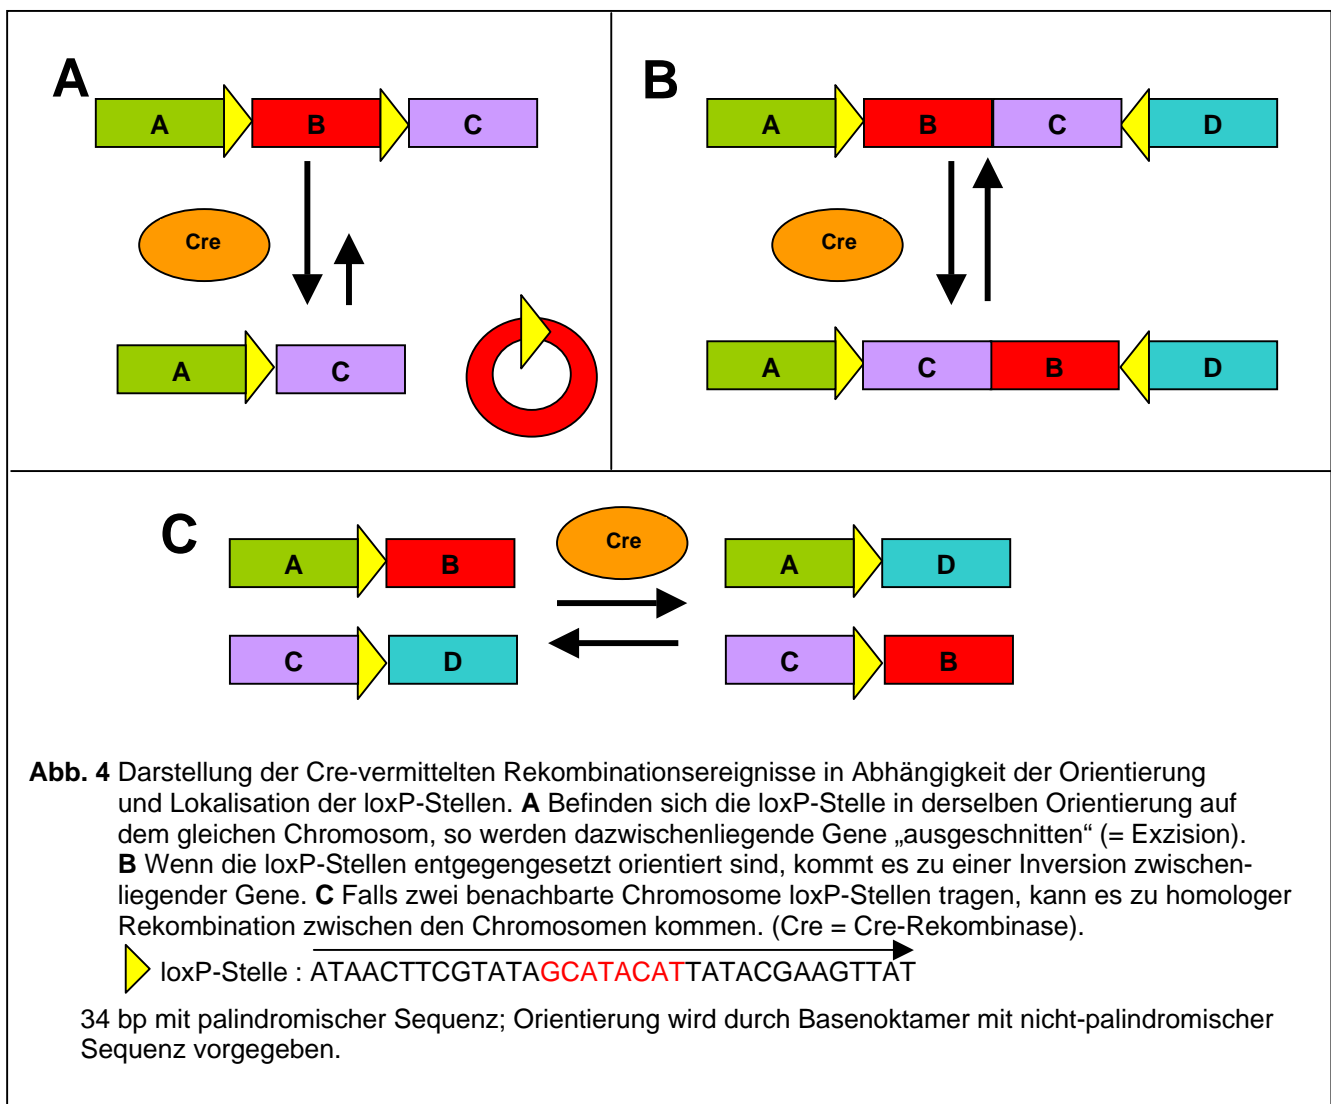 A
A B C
Cre
A C
B
A B C D
Cre
A C B D
C
A B
Cre
A D
C D
C B
Abb. 4 Darstellung der Cre-vermittelten Rekombinationsereignisse in Abhängigkeit der Orientierung
und Lokalisation der loxP-Stellen. A Befinden sich die loxP-Stelle in derselben Orientierung auf
dem gleichen Chromosom, so werden dazwischenliegende Gene „ausgeschnitten“ (= Exzision).
B Wenn die loxP-Stellen entgegengesetzt orientiert sind, kommt es zu einer Inversion zwischen-
liegender Gene. C Falls zwei benachbarte Chromosome loxP-Stellen tragen, kann es zu homologer
Rekombination zwischen den Chromosomen kommen. (Cre = Cre-Rekombinase).
loxP-Stelle : ATAACTTCGTATAGCATACATTATACGAAGTTAT
34 bp mit palindromischer Sequenz; Orientierung wird durch Basenoktamer mit nicht-palindromischer
Sequenz vorgegeben.